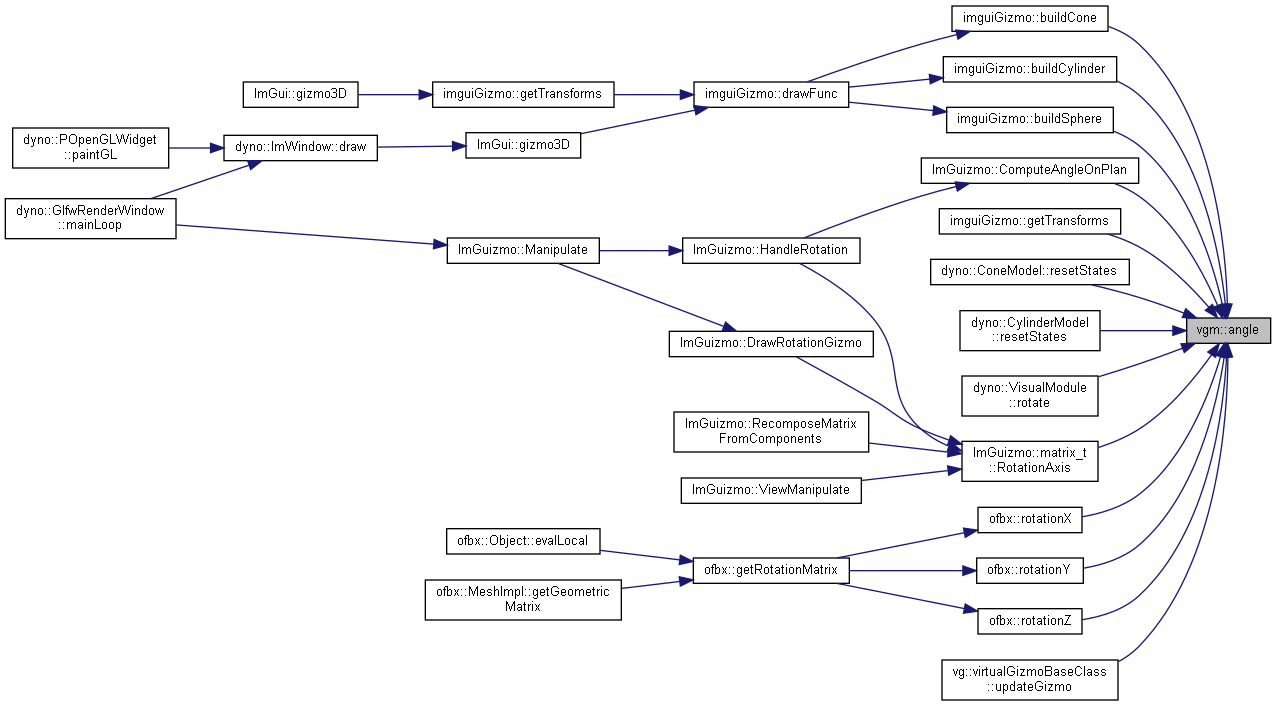 imguiGizmo::buildCone
imguiGizmo::buildCylinder
imguiGizmo::buildSphere
ImGui::gizmo3D
imguiGizmo::getTransforms
imguiGizmo::drawFunc
dyno::POpenGLWidget
::paintGL
dyno::ImWindow::draw
ImGui::gizmo3D
ImGuizmo::ComputeAngleOnPlan
dyno::GlfwRenderWindow
::mainLoop
ImGuizmo::Manipulate
ImGuizmo::HandleRotation
imguiGizmo::getTransforms
dyno::ConeModel::resetStates
dyno::CylinderModel
::resetStates
vgm::angle
ImGuizmo::DrawRotationGizmo
dyno::VisualModule
::rotate
ImGuizmo::RecomposeMatrix
FromComponents
ImGuizmo::matrix_t
::RotationAxis
ImGuizmo::ViewManipulate
ofbx::rotationX
ofbx::Object::evalLocal
ofbx::getRotationMatrix
ofbx::rotationY
ofbx::MeshImpl::getGeometric
Matrix
ofbx::rotationZ
vg::virtualGizmoBaseClass
::updateGizmo